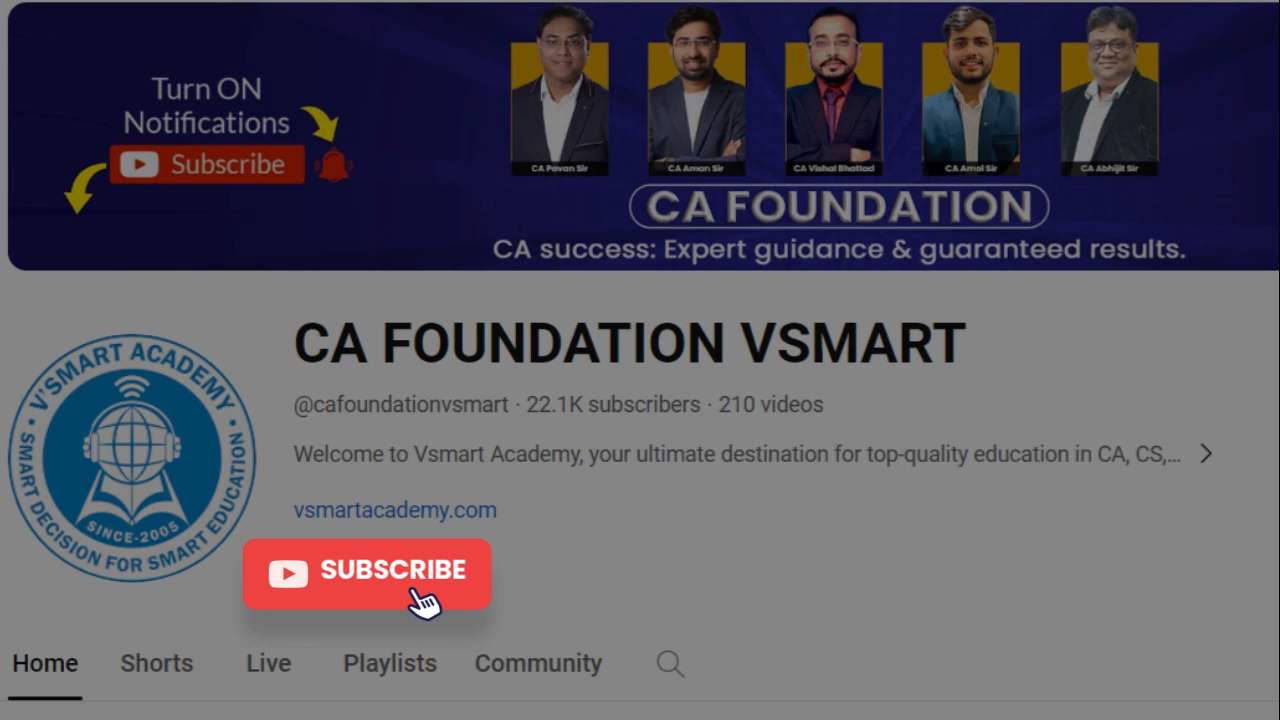 Turn ON
Notifications
Subscribe
CA Pavan Sir
CA Aman Sir
CA Vishal Bhattad
CA Amol Sir
CA Abhijit Sir
CA FOUNDATION
CA success: Expert guidance & guaranteed results.
V'SMART ACADEMY
SINCE-2005
SMART DECISION FOR SMART EDUCATION
CA FOUNDATION VSMART
@cafoundationvsmart · 22.1K subscribers · 210 videos
Welcome to Vsmart Academy, your ultimate destination for top-quality education in CA, CS,...
vsmartacademy.com
SUBSCRIBE
Home Shorts Live Playlists Community